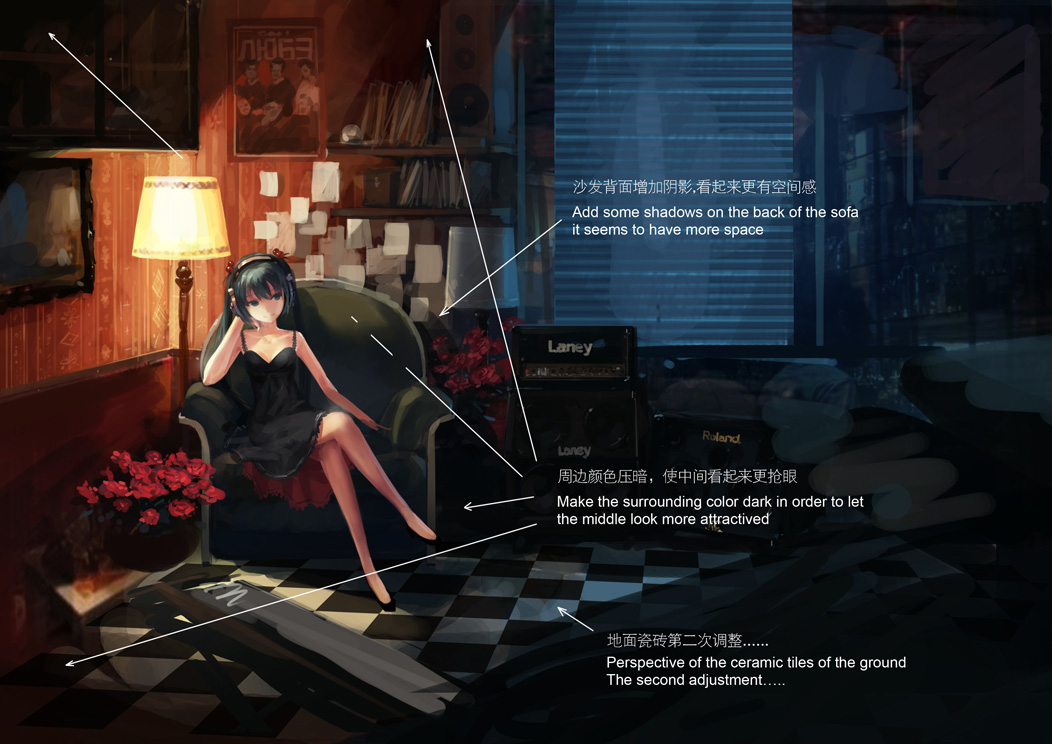 ЛЮБЭ
沙发背面增加阴影,看起来更有空间感
Add some shadows on the back of the sofa
it seems to have more space
Laney
Roland
Laney
周边颜色压暗，使中间看起来更抢眼
Make the surrounding color dark in order to let
the middle look more attractived
地面瓷砖第二次调整......
Perspective of the ceramic tiles of the ground
The second adjustment.....